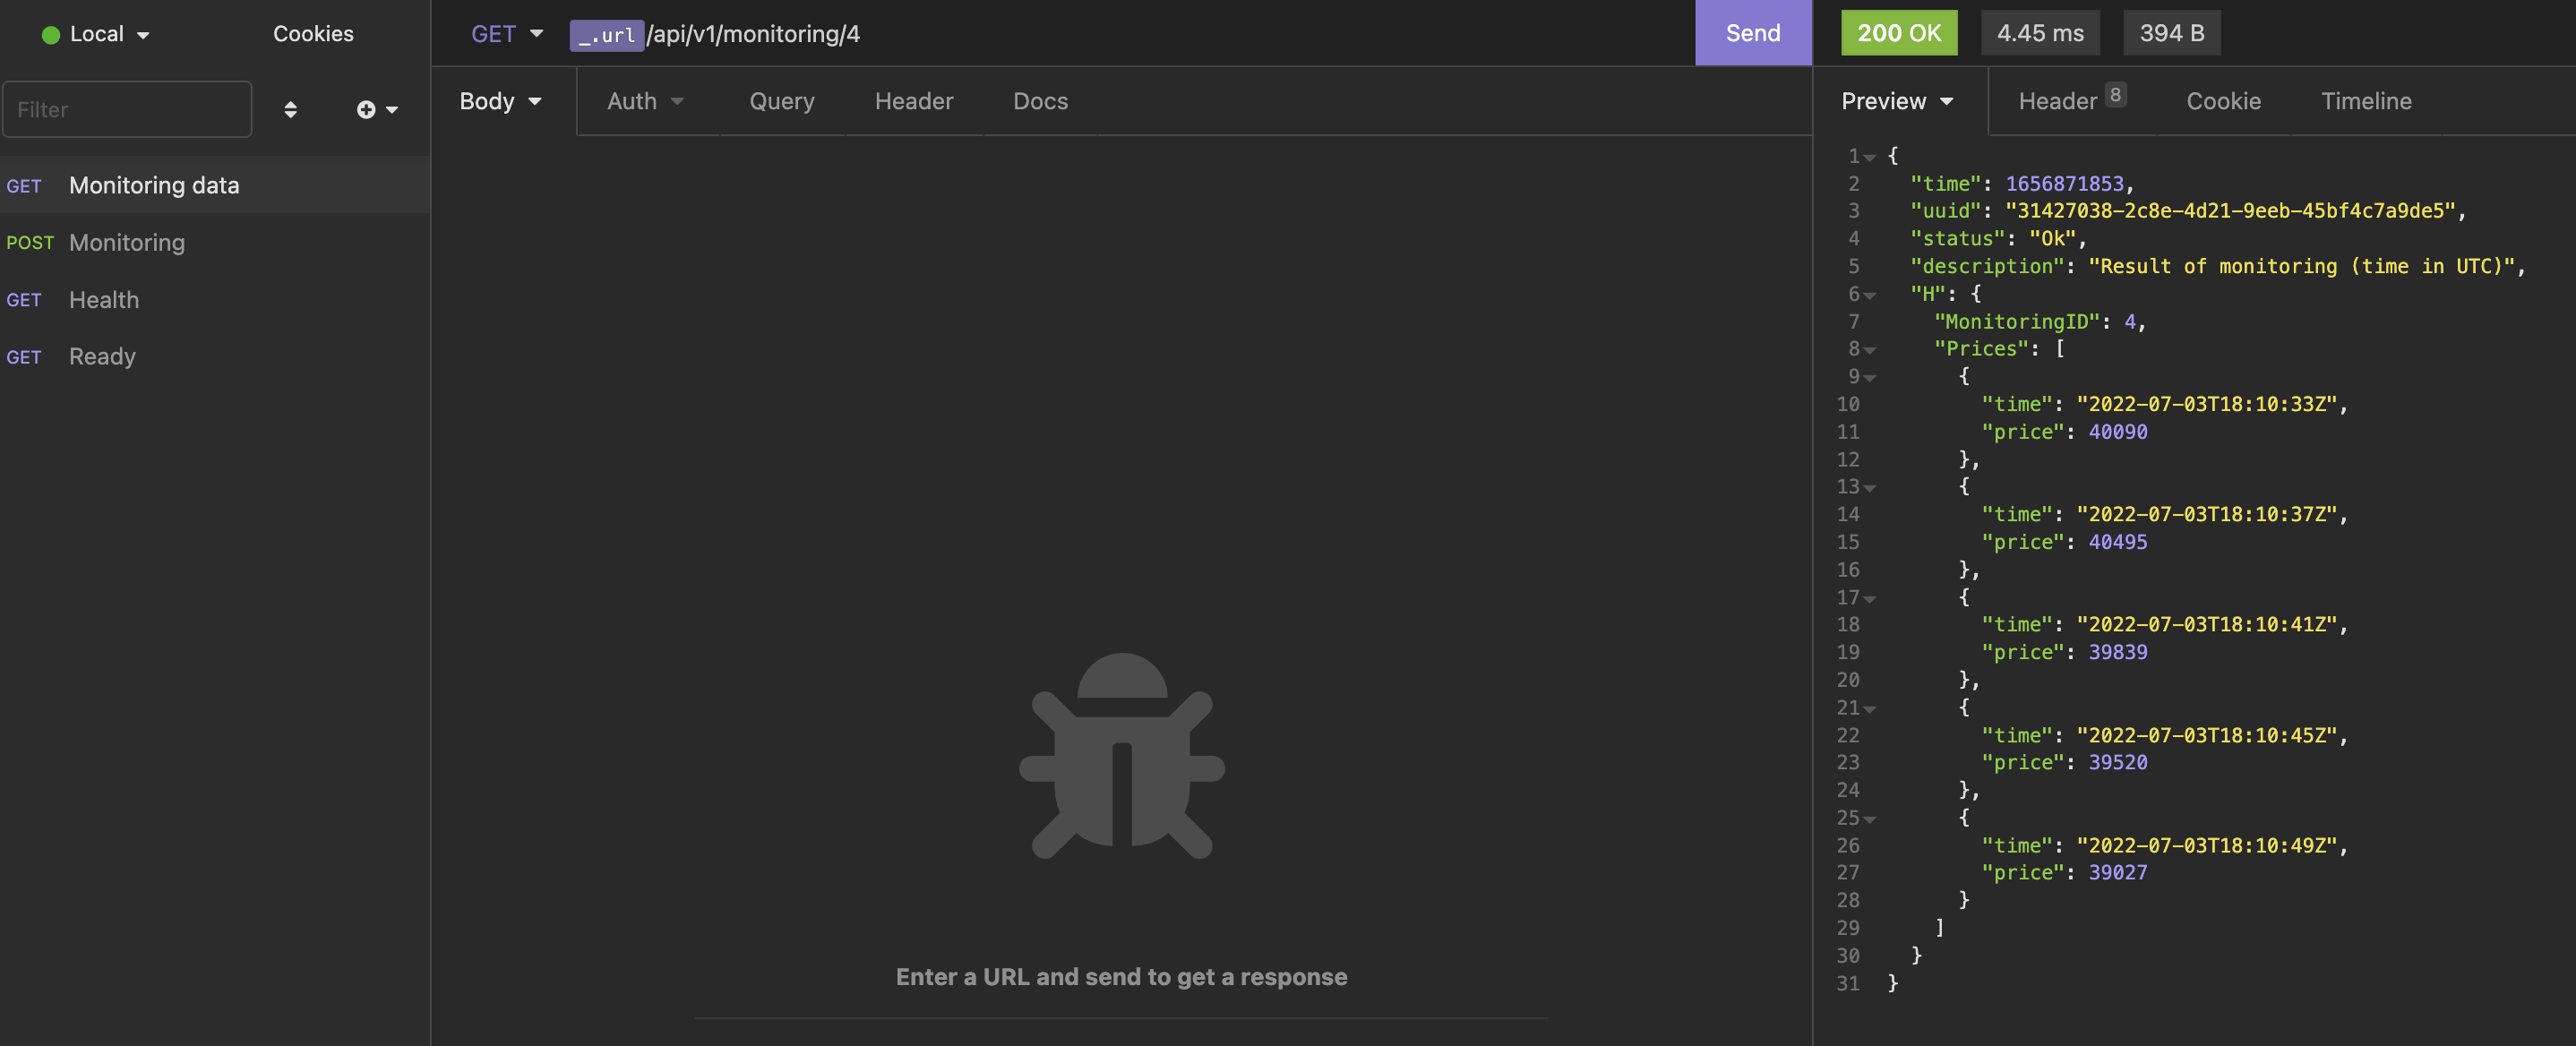 Local Cookies
Filter
GET Monitoring data
POST Monitoring
GET Health
GET Ready
GET _.url/api/v1/monitoring/4 Send
Body Auth Query Header Docs
Enter a URL and send to get a response
200 OK 4.45 ms 394 B
Preview Header 8 Cookie Timeline
1 {
2 "time": 1656871853,
3 "uuid": "31427038-2c8e-4d21-9eeb-45bf4c7a9de5",
4 "status": "Ok",
5 "description": "Result of monitoring (time in UTC)",
6 "H": {
7 "MonitoringID": 4,
8 "Prices": [
9 {
10 "time": "2022-07-03T18:10:33Z",
11 "price": 40090
12 },
13 {
14 "time": "2022-07-03T18:10:37Z",
15 "price": 40495
16 },
17 {
18 "time": "2022-07-03T18:10:41Z",
19 "price": 39839
20 },
21 {
22 "time": "2022-07-03T18:10:45Z",
23 "price": 39520
24 },
25 {
26 "time": "2022-07-03T18:10:49Z",
27 "price": 39027
28 }
29 ]
30 }
31 }